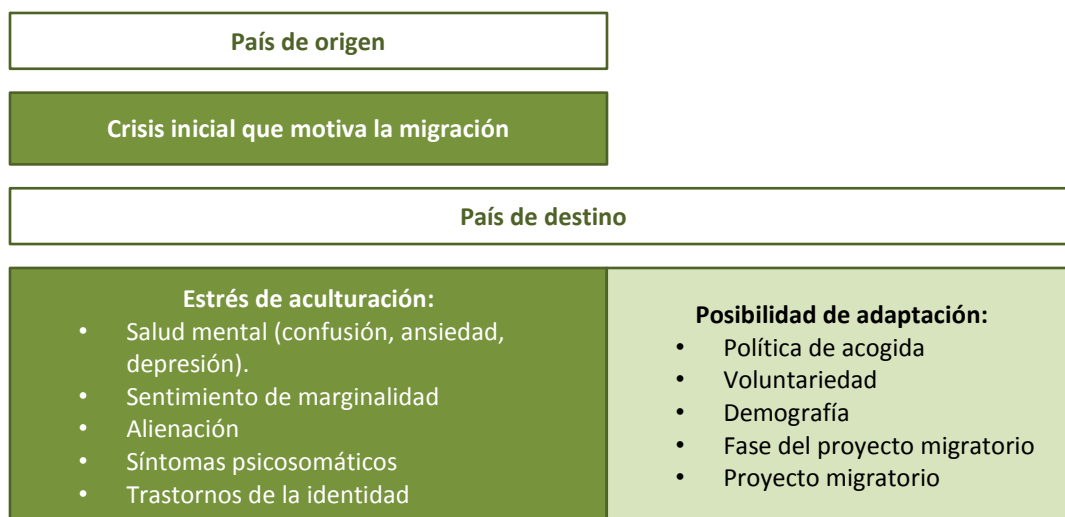 País de origen
Crisis inicial que motiva la migración
País de destino
Estrés de aculturación:
• Salud mental (confusión, ansiedad,
depresión).
• Sentimiento de marginalidad
• Alienación
• Síntomas psicosomáticos
• Trastornos de la identidad
Posibilidad de adaptación:
• Política de acogida
• Voluntariedad
• Demografía
• Fase del proyecto migratorio
• Proyecto migratorio